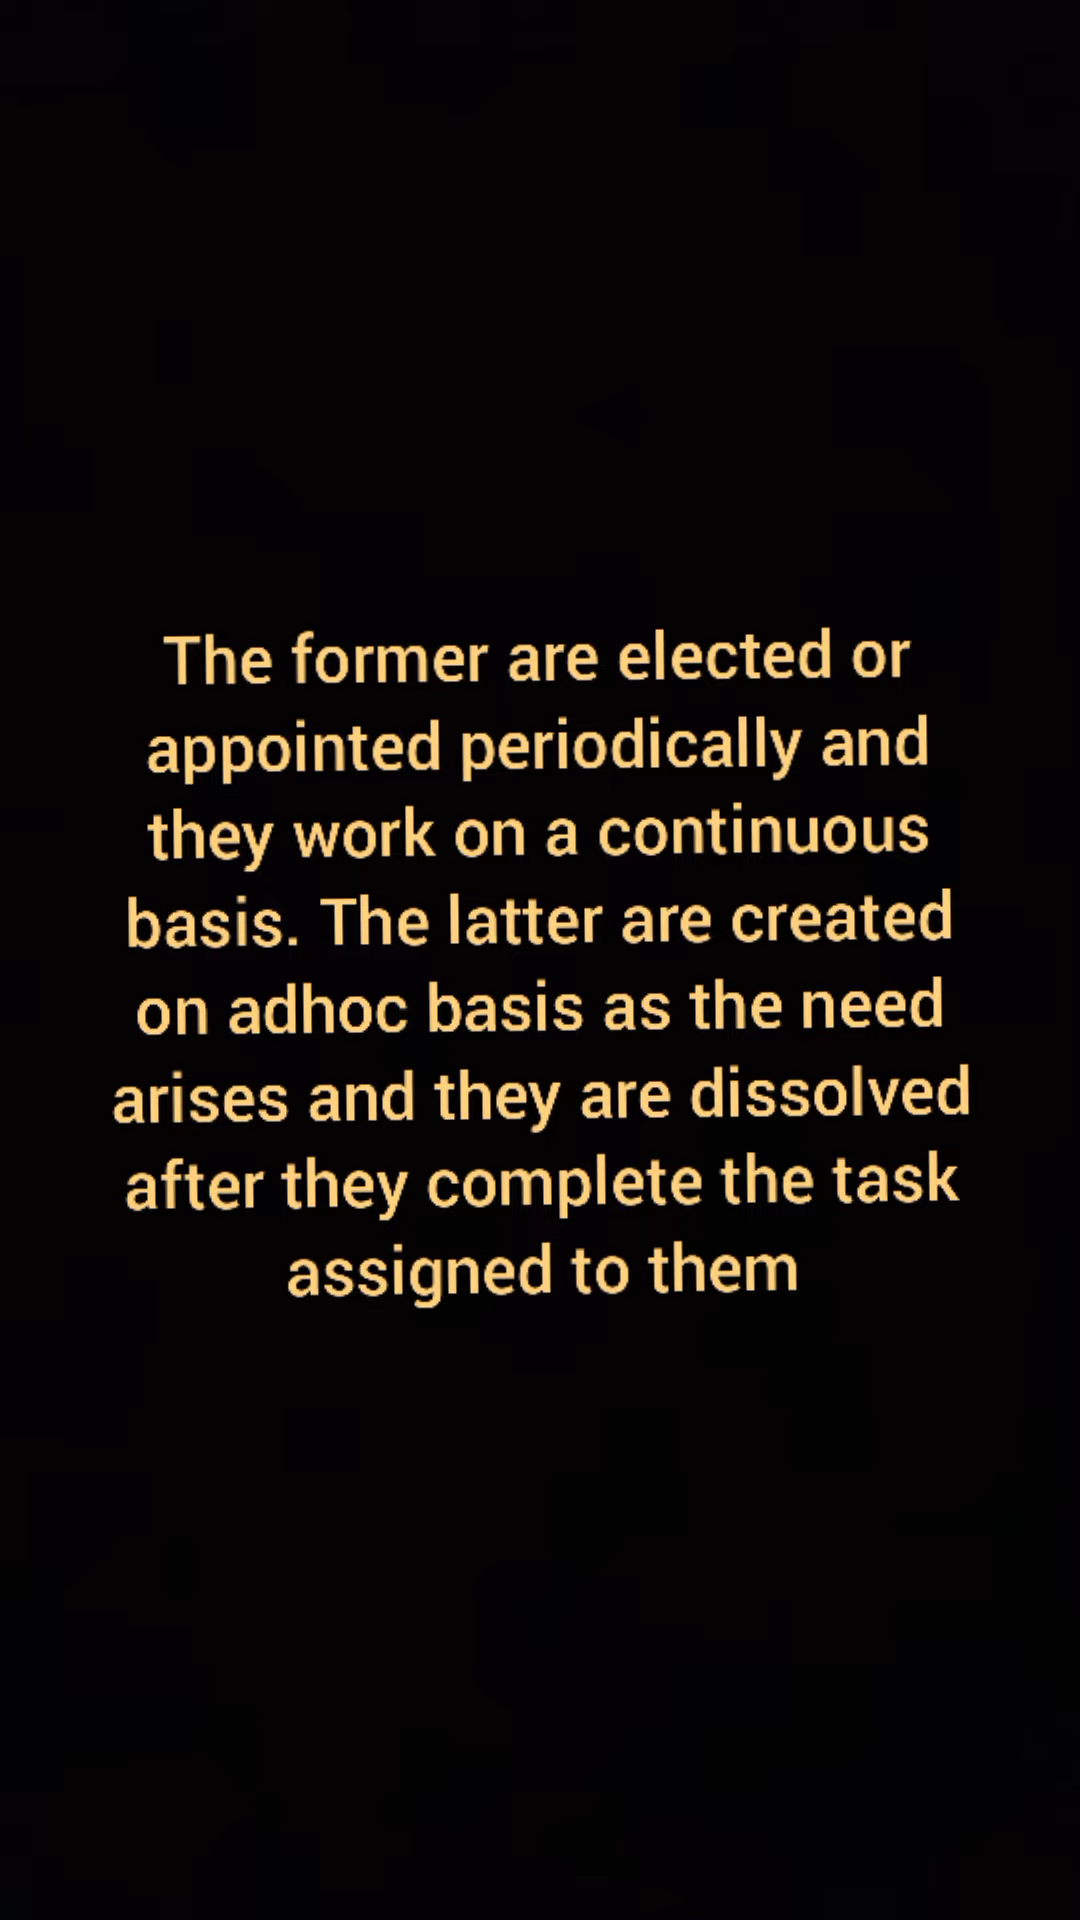 The former are elected or
appointed periodically and
they work on a continuous
basis. The latter are created
on adhoc basis as the need
arises and they are dissolved
after they complete the task
assigned to them